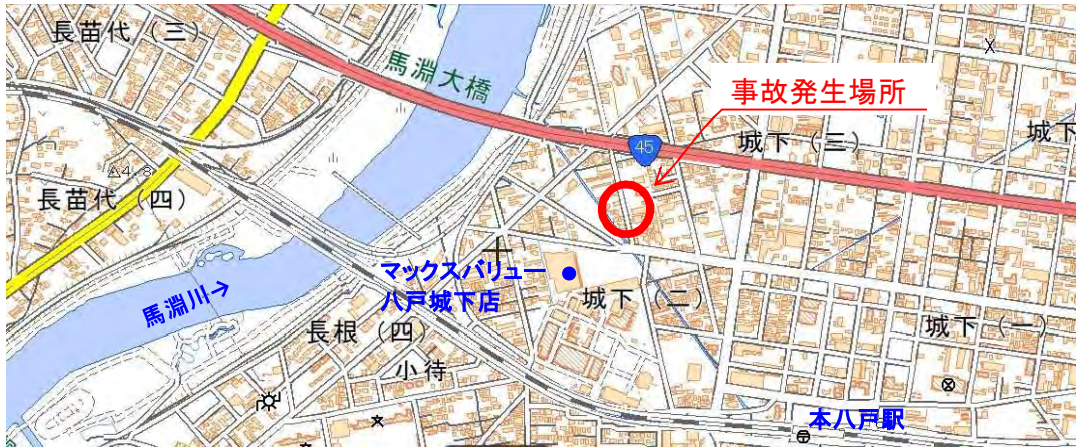 長苗代(三)
馬淵大橋
事故発生場所
45
城下(三)
城下
4.8
長苗代(四)
マックスバリュー
八戸城下店
馬淵川→
城下(二)
長根(四)
城下(一)
小待
本八戸駅